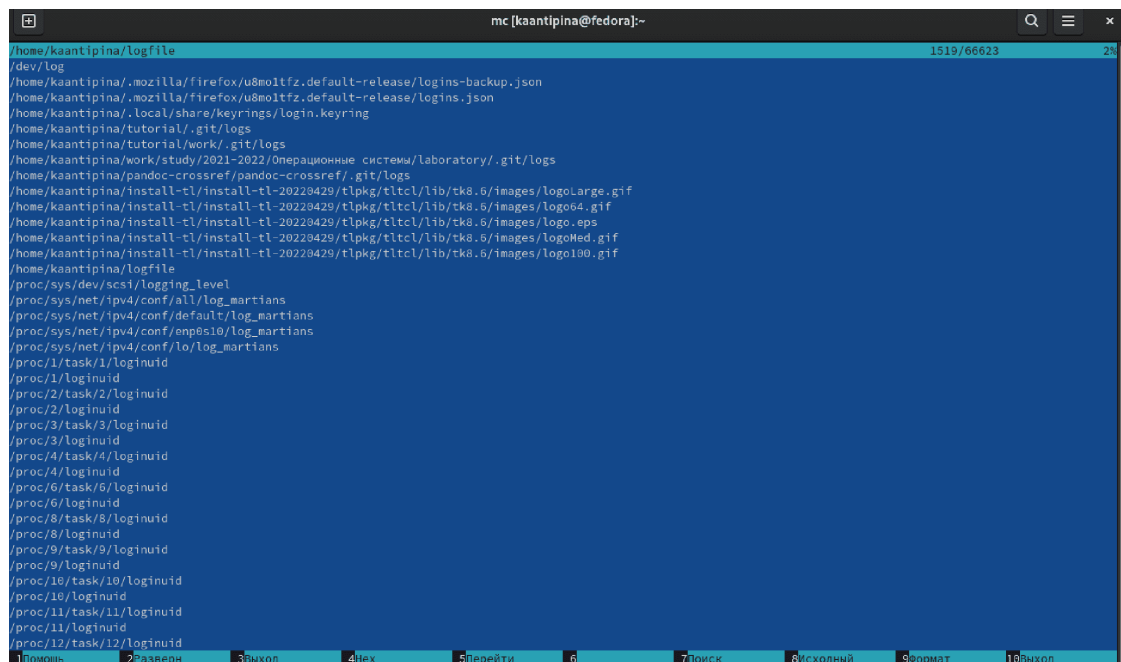 mc [kaantipina@fedora]:~
/home/kaantipina/logfile 1519/66623 2%
/dev/log
/home/kaantipina/.mozilla/firefox/u8mo1tfz.default-release/logins-backup.json
/home/kaantipina/.mozilla/firefox/u8mo1tfz.default-release/logins.json
/home/kaantipina/.local/share/keyrings/login.keyring
/home/kaantipina/tutorial/.git/logs
/home/kaantipina/tutorial/work/.git/logs
/home/kaantipina/work/study/2021-2022/Операционные системы/laboratory/.git/logs
/home/kaantipina/pandoc-crossref/pandoc-crossref/.git/logs
/home/kaantipina/install-tl/install-tl-20220429/tlpkg/tltcl/lib/tk8.6/images/logoLarge.gif
/home/kaantipina/install-tl/install-tl-20220429/tlpkg/tltcl/lib/tk8.6/images/logo64.gif
/home/kaantipina/install-tl/install-tl-20220429/tlpkg/tltcl/lib/tk8.6/images/logo.eps
/home/kaantipina/install-tl/install-tl-20220429/tlpkg/tltcl/lib/tk8.6/images/logoMed.gif
/home/kaantipina/install-tl/install-tl-20220429/tlpkg/tltcl/lib/tk8.6/images/logo100.gif
/home/kaantipina/logfile
/proc/sys/dev/scsi/logging_level
/proc/sys/net/ipv4/conf/all/log_martians
/proc/sys/net/ipv4/conf/default/log_martians
/proc/sys/net/ipv4/conf/enp0s10/log_martians
/proc/sys/net/ipv4/conf/lo/log_martians
/proc/1/task/1/loginuid
/proc/1/loginuid
/proc/2/task/2/loginuid
/proc/2/loginuid
/proc/3/task/3/loginuid
/proc/3/loginuid
/proc/4/task/4/loginuid
/proc/4/loginuid
/proc/6/task/6/loginuid
/proc/6/loginuid
/proc/8/task/8/loginuid
/proc/8/loginuid
/proc/9/task/9/loginuid
/proc/9/loginuid
/proc/10/task/10/loginuid
/proc/10/loginuid
/proc/11/task/11/loginuid
/proc/11/loginuid
/proc/12/task/12/loginuid
1Помощь 2Разверн 3Выход 4Hex 5Перейти 6 7Поиск 8Исходный 9Формат 10Выход